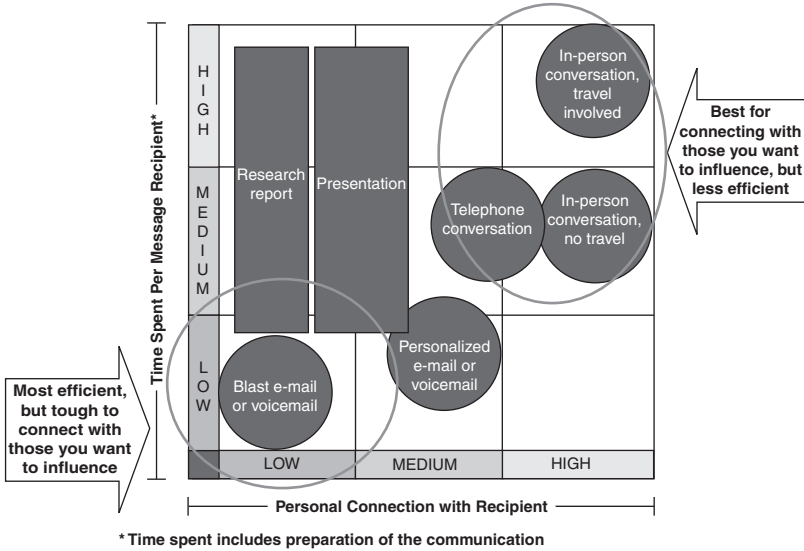 Time Spent Per Message Recipient*
HIGH
MEDIUM
LOW
Research
report
Presentation
In-person
conversation,
travel
involved
Telephone
conversation
In-person
conversation,
no travel
Personalized
e-mail or
voicemail
Blast e-mail
or voicemail
Best for
connecting with
those you want
to influence, but
less efficient
Most efficient,
but tough to
connect with
those you want
to influence
LOW
MEDIUM
HIGH
Personal Connection with Recipient
* Time spent includes preparation of the communication